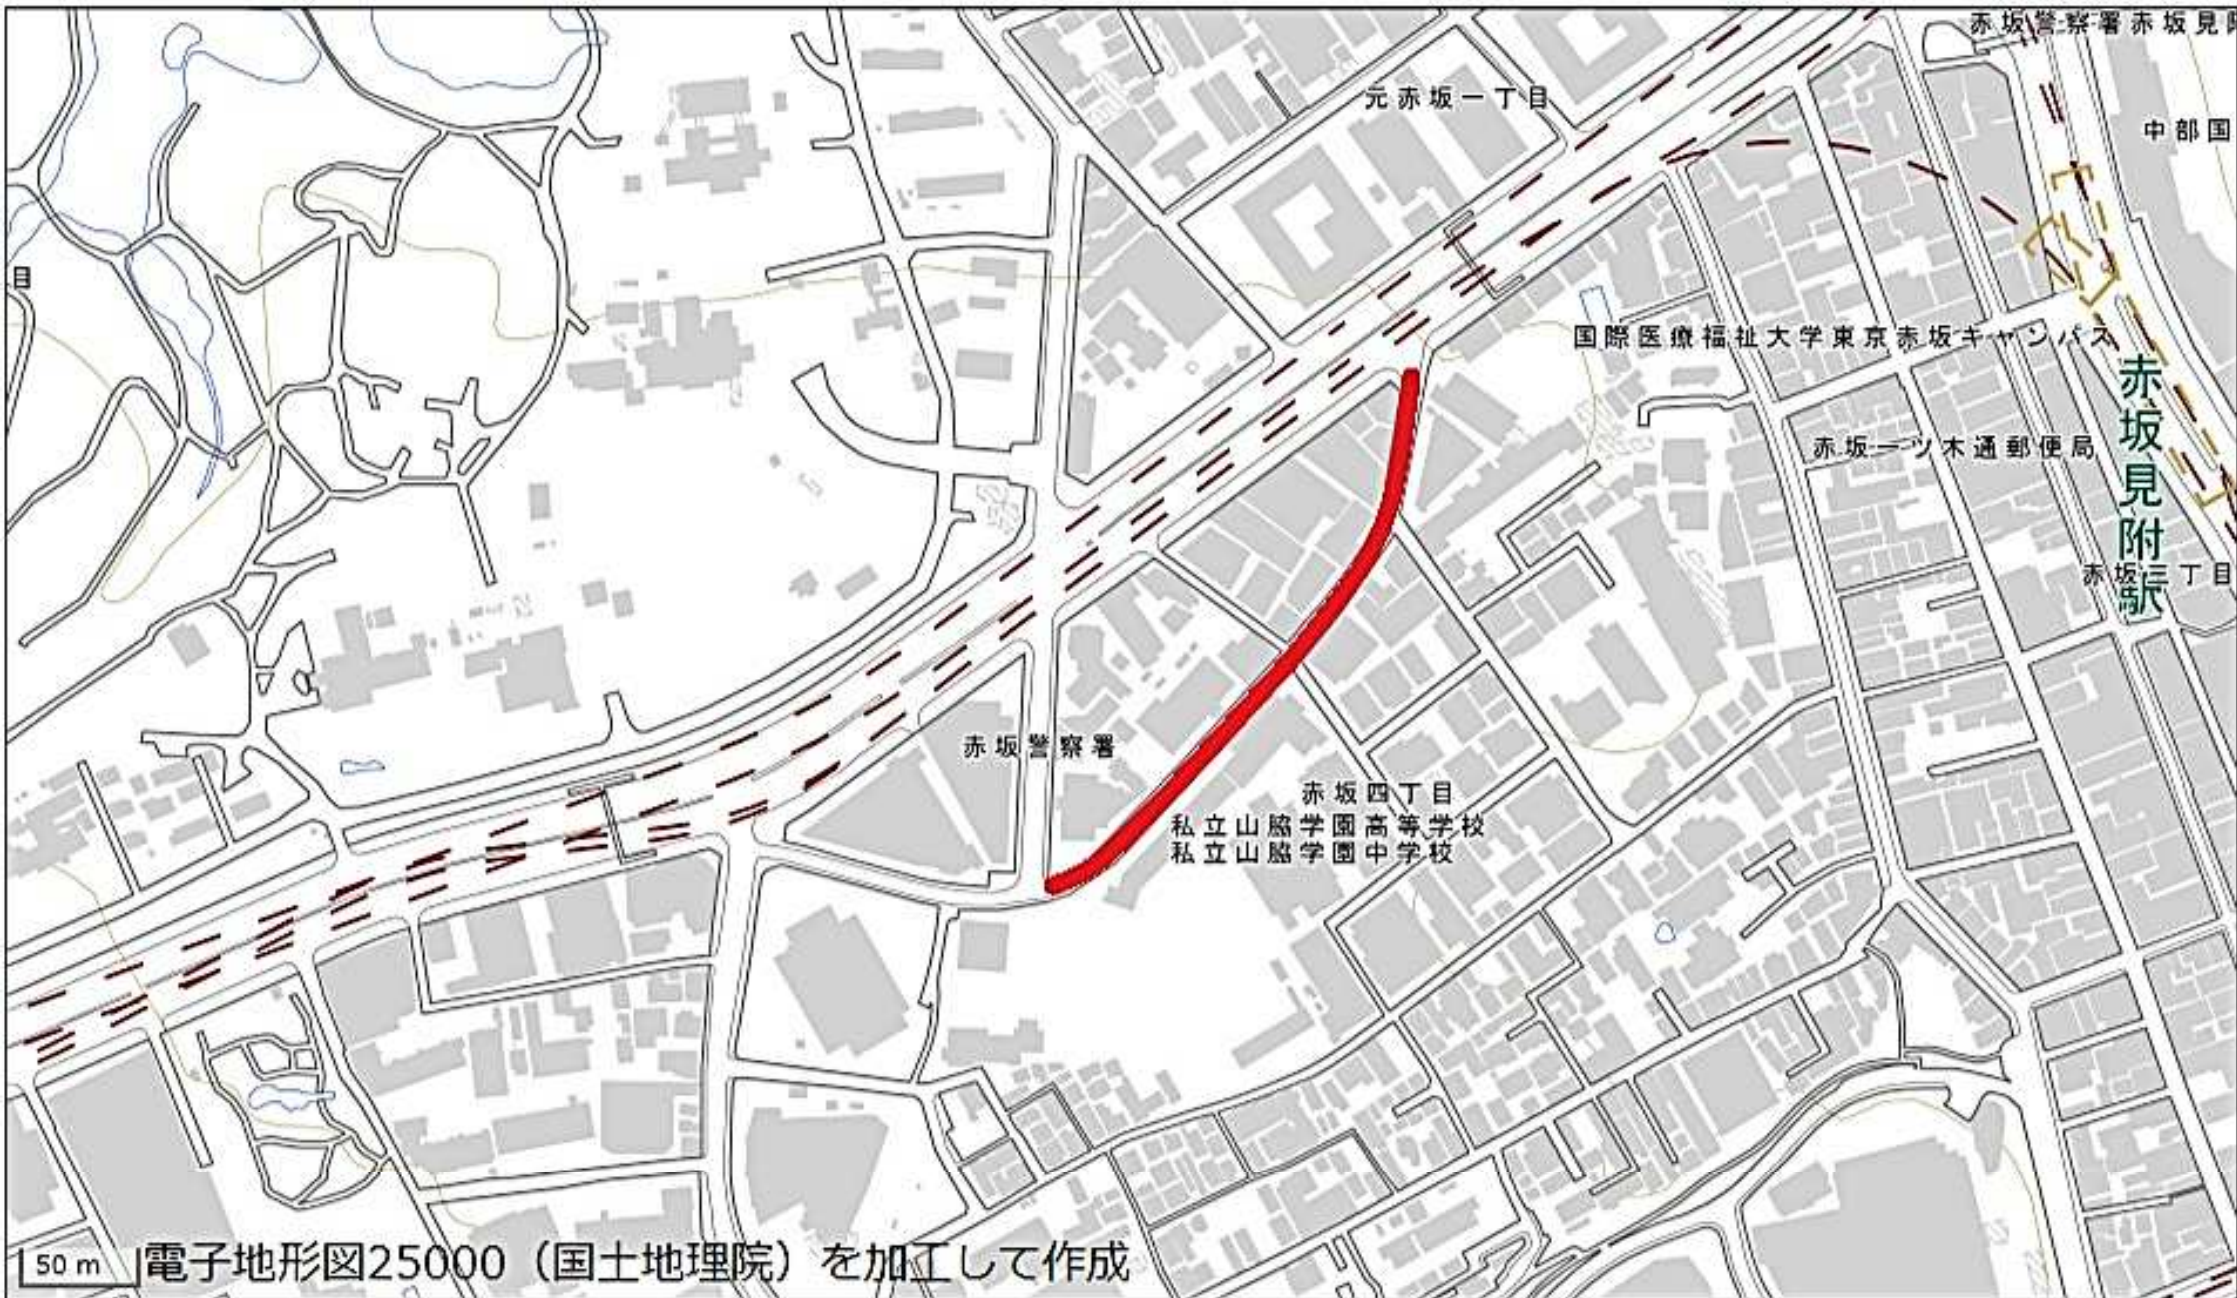 赤坂警察署赤坂見
元赤坂一丁目
中部国
目
国際医療福祉大学東京赤坂キャンパス
赤坂見附駅
赤坂一ツ木通郵便局
赤坂三丁目
赤坂警察署
赤坂四丁目
私立山脇学園高等学校
私立山脇学園中学校
50 m
電子地形図25000（国土地理院）を加工して作成